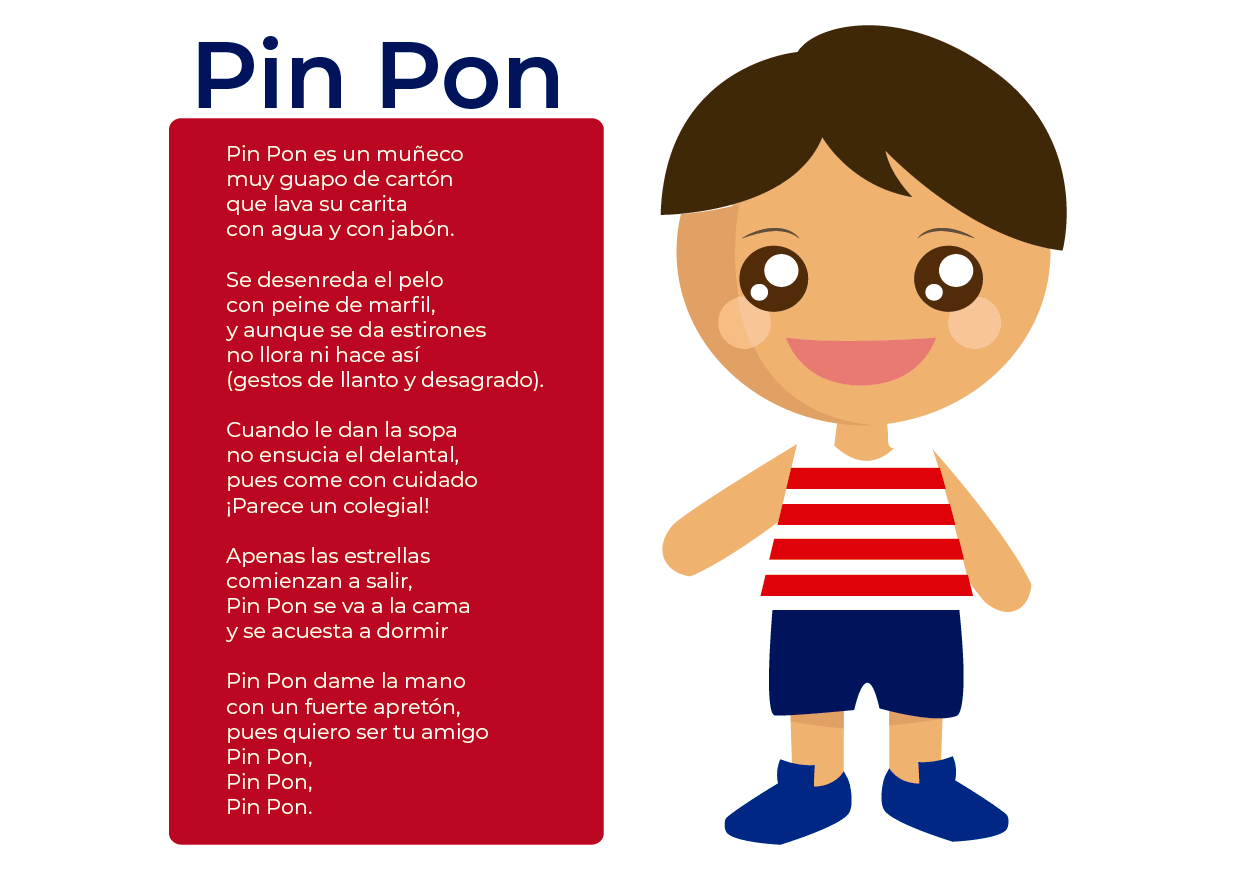 Pin Pon
Pin Pon es un muñeco
muy guapo de cartón
que lava su carita
con agua y con jabón.
Se desenreda el pelo
con peine de marfil,
y aunque se da estirones
no llora ni hace así
(gestos de llanto y desagrado).
Cuando le dan la sopa
no ensucia el delantal,
pues come con cuidado
¡Parece un colegial!
Apenas las estrellas
comienzan a salir,
Pin Pon se va a la cama
y se acuesta a dormir
Pin Pon dame la mano
con un fuerte apretón,
pues quiero ser tu amigo
Pin Pon,
Pin Pon,
Pin Pon.